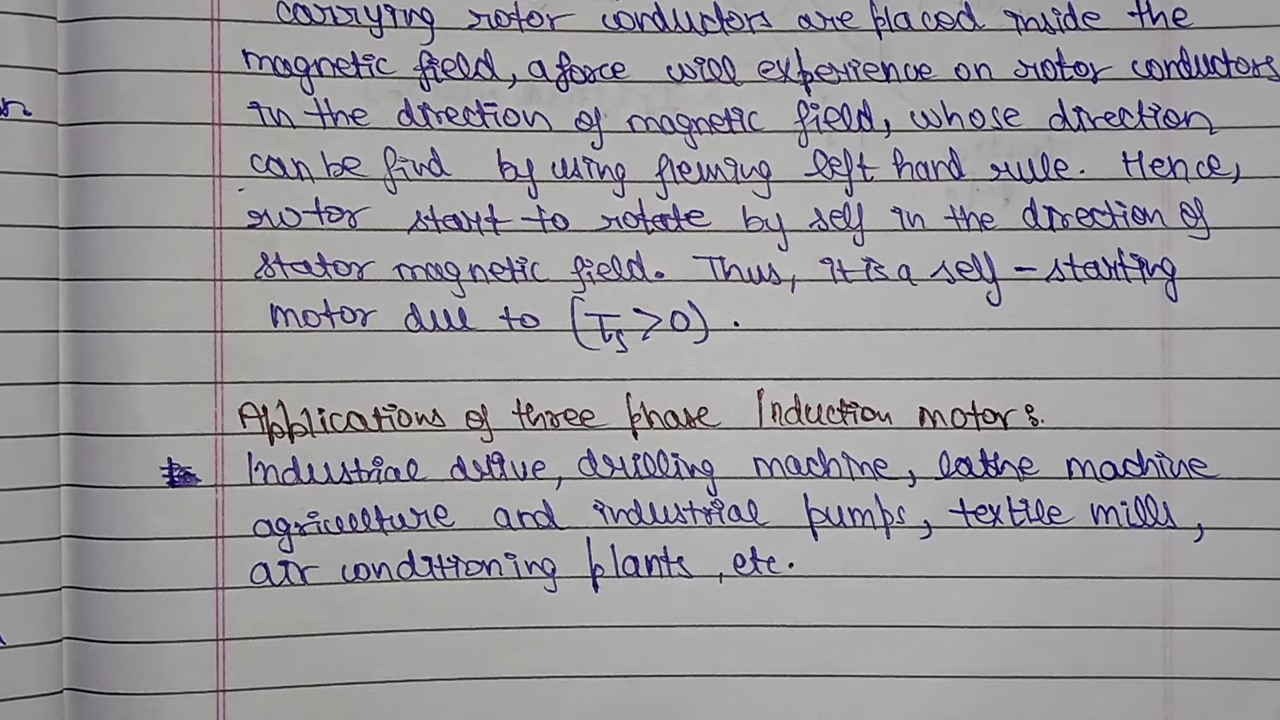 carrying rotor conductors are placed inside the
magnetic field, a force will experience on rotor conductors
in the direction of magnetic field, whose direction
can be find by using fleming left hand rule. Hence,
rotor start to rotate by self in the direction of
stator magnetic field. Thus, it is a self-starting
motor due to (Ts>0).
Applications of three phase Induction motors.
Industrial drive, drilling machine, lathe machine
agriculture and industrial pumps, textile mills,
air conditioning plants, etc.